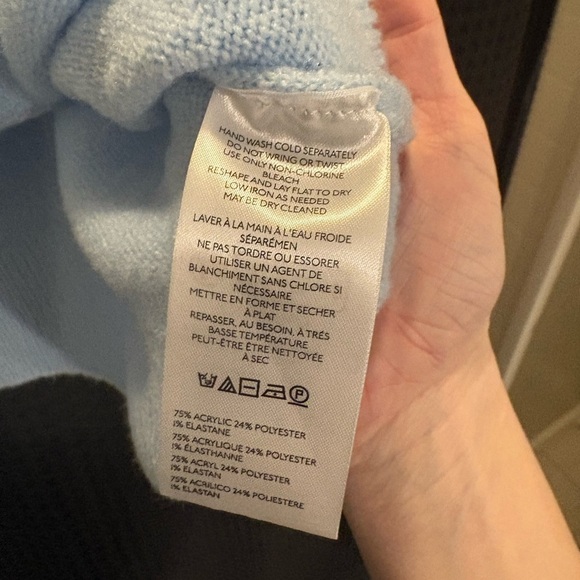 HAND WASH COLD SEPARATELY
DO NOT WRING OR TWIST
USE ONLY NON-CHLORINE
BLEACH
RESHAPE AND LAY FLAT TO DRY
LOW IRON AS NEEDED
MAY BE DRY CLEANED
LAVER À LA MAIN À L'EAU FROIDE
SÉPARÉMEN
NE PAS TORDRE OU ESSORER
UTILISER UN AGENT DE
BLANCHIMENT SANS CHLORE SI
NÉCESSAIRE
METTRE EN FORME ET SECHER
À PLAT
REPASSER, AU BESOIN, À TRÉS
BASSE TEMPÉRATURE
PEUT-ÊTRE ÊTRE NETTOYÉE
À SEC
P
75% ACRYLIC 24% POLYESTER
1% ELASTANE
75% ACRYLIQUE 24% POLYESTER
1% ÉLASTHANNE
75% ACRYL 24% POLYESTER
1% ELASTAN
75% ACRILICO 24% POLIESTERE
1% ELASTAN